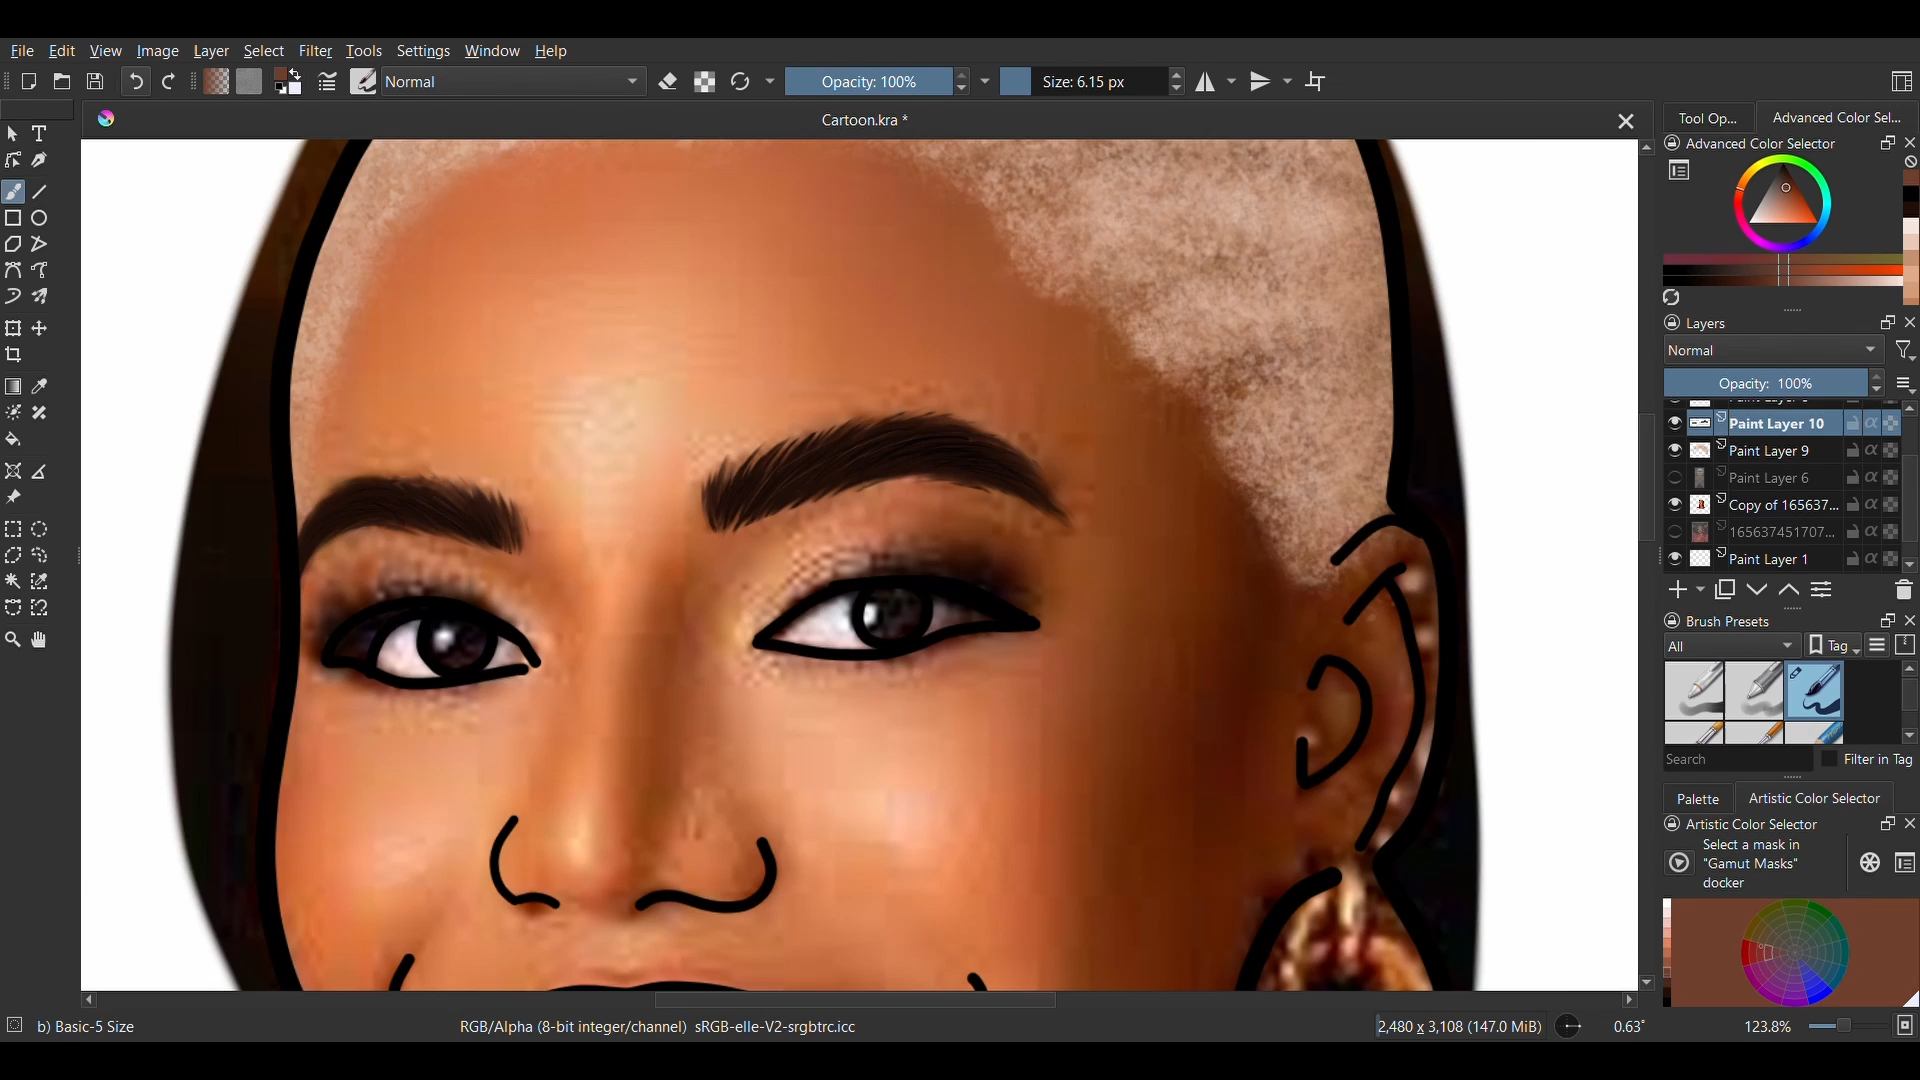 File Edit View Image Layer Select Filter Tools Settings Window Help
Normal Opacity: 100% Size: 6.15 px
Cartoon.kra *
Tool Op... Advanced Color Sel...
Advanced Color Selector
Layers
Normal
Opacity: 100%
Paint Layer 10
Paint Layer 9
Paint Layer 6
Copy of 165637...
165637451707...
Paint Layer 1
Brush Presets
All Tag
Search Filter in Tag
Palette Artistic Color Selector
Artistic Color Selector
Select a mask in
"Gamut Masks"
docker
b) Basic-5 Size RGB/Alpha (8-bit integer/channel) sRGB-elle-V2-srgbtrc.icc 2,480 x 3,108 (147.0 MiB) 0.63° 123.8%